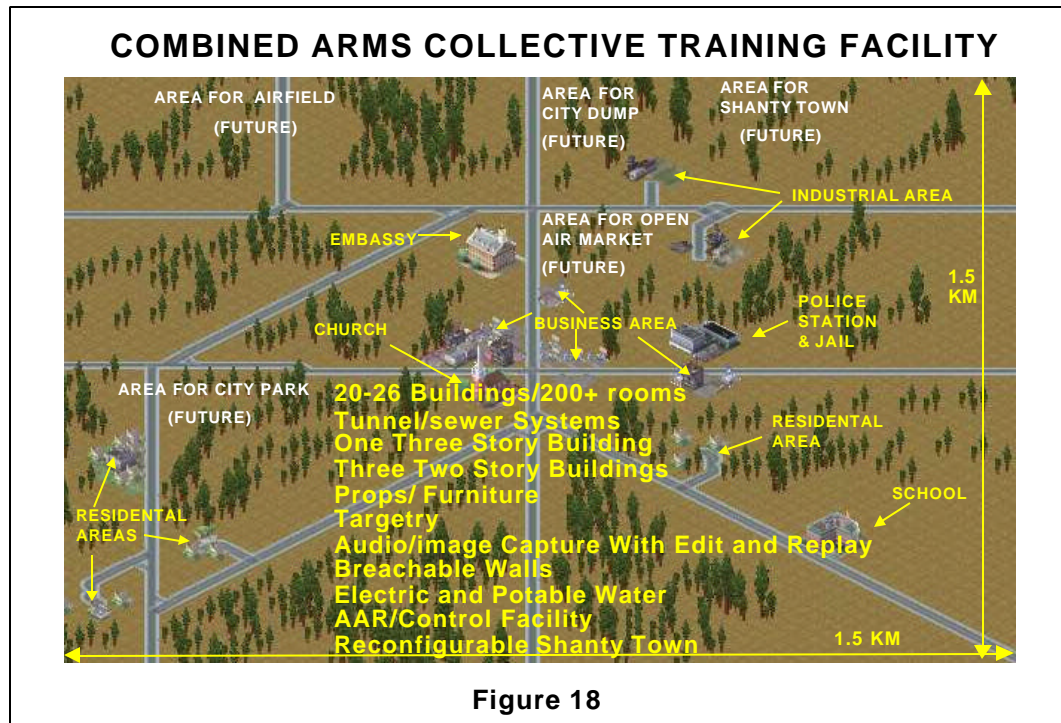 COMBINED ARMS COLLECTIVE TRAINING FACILITY
AREA FOR AIRFIELD
(FUTURE)
AREA FOR
CITY DUMP
(FUTURE)
AREA FOR
SHANTY TOWN
(FUTURE)
INDUSTRIAL AREA
EMBASSY
AREA FOR OPEN
AIR MARKET
(FUTURE)
1.5
KM
CHURCH
BUSINESS AREA
POLICE
STATION
& JAIL
AREA FOR CITY PARK
(FUTURE)
20-26 Buildings/200+ rooms
Tunnel/sewer Systems
One Three Story Building
Three Two Story Buildings
Props/ Furniture
Targetry
Audio/image Capture With Edit and Replay
Breachable Walls
Electric and Potable Water
AAR/Control Facility
Reconfigurable Shanty Town
RESIDENTAL
AREA
SCHOOL
RESIDENTAL
AREAS
1.5 KM
Figure 18